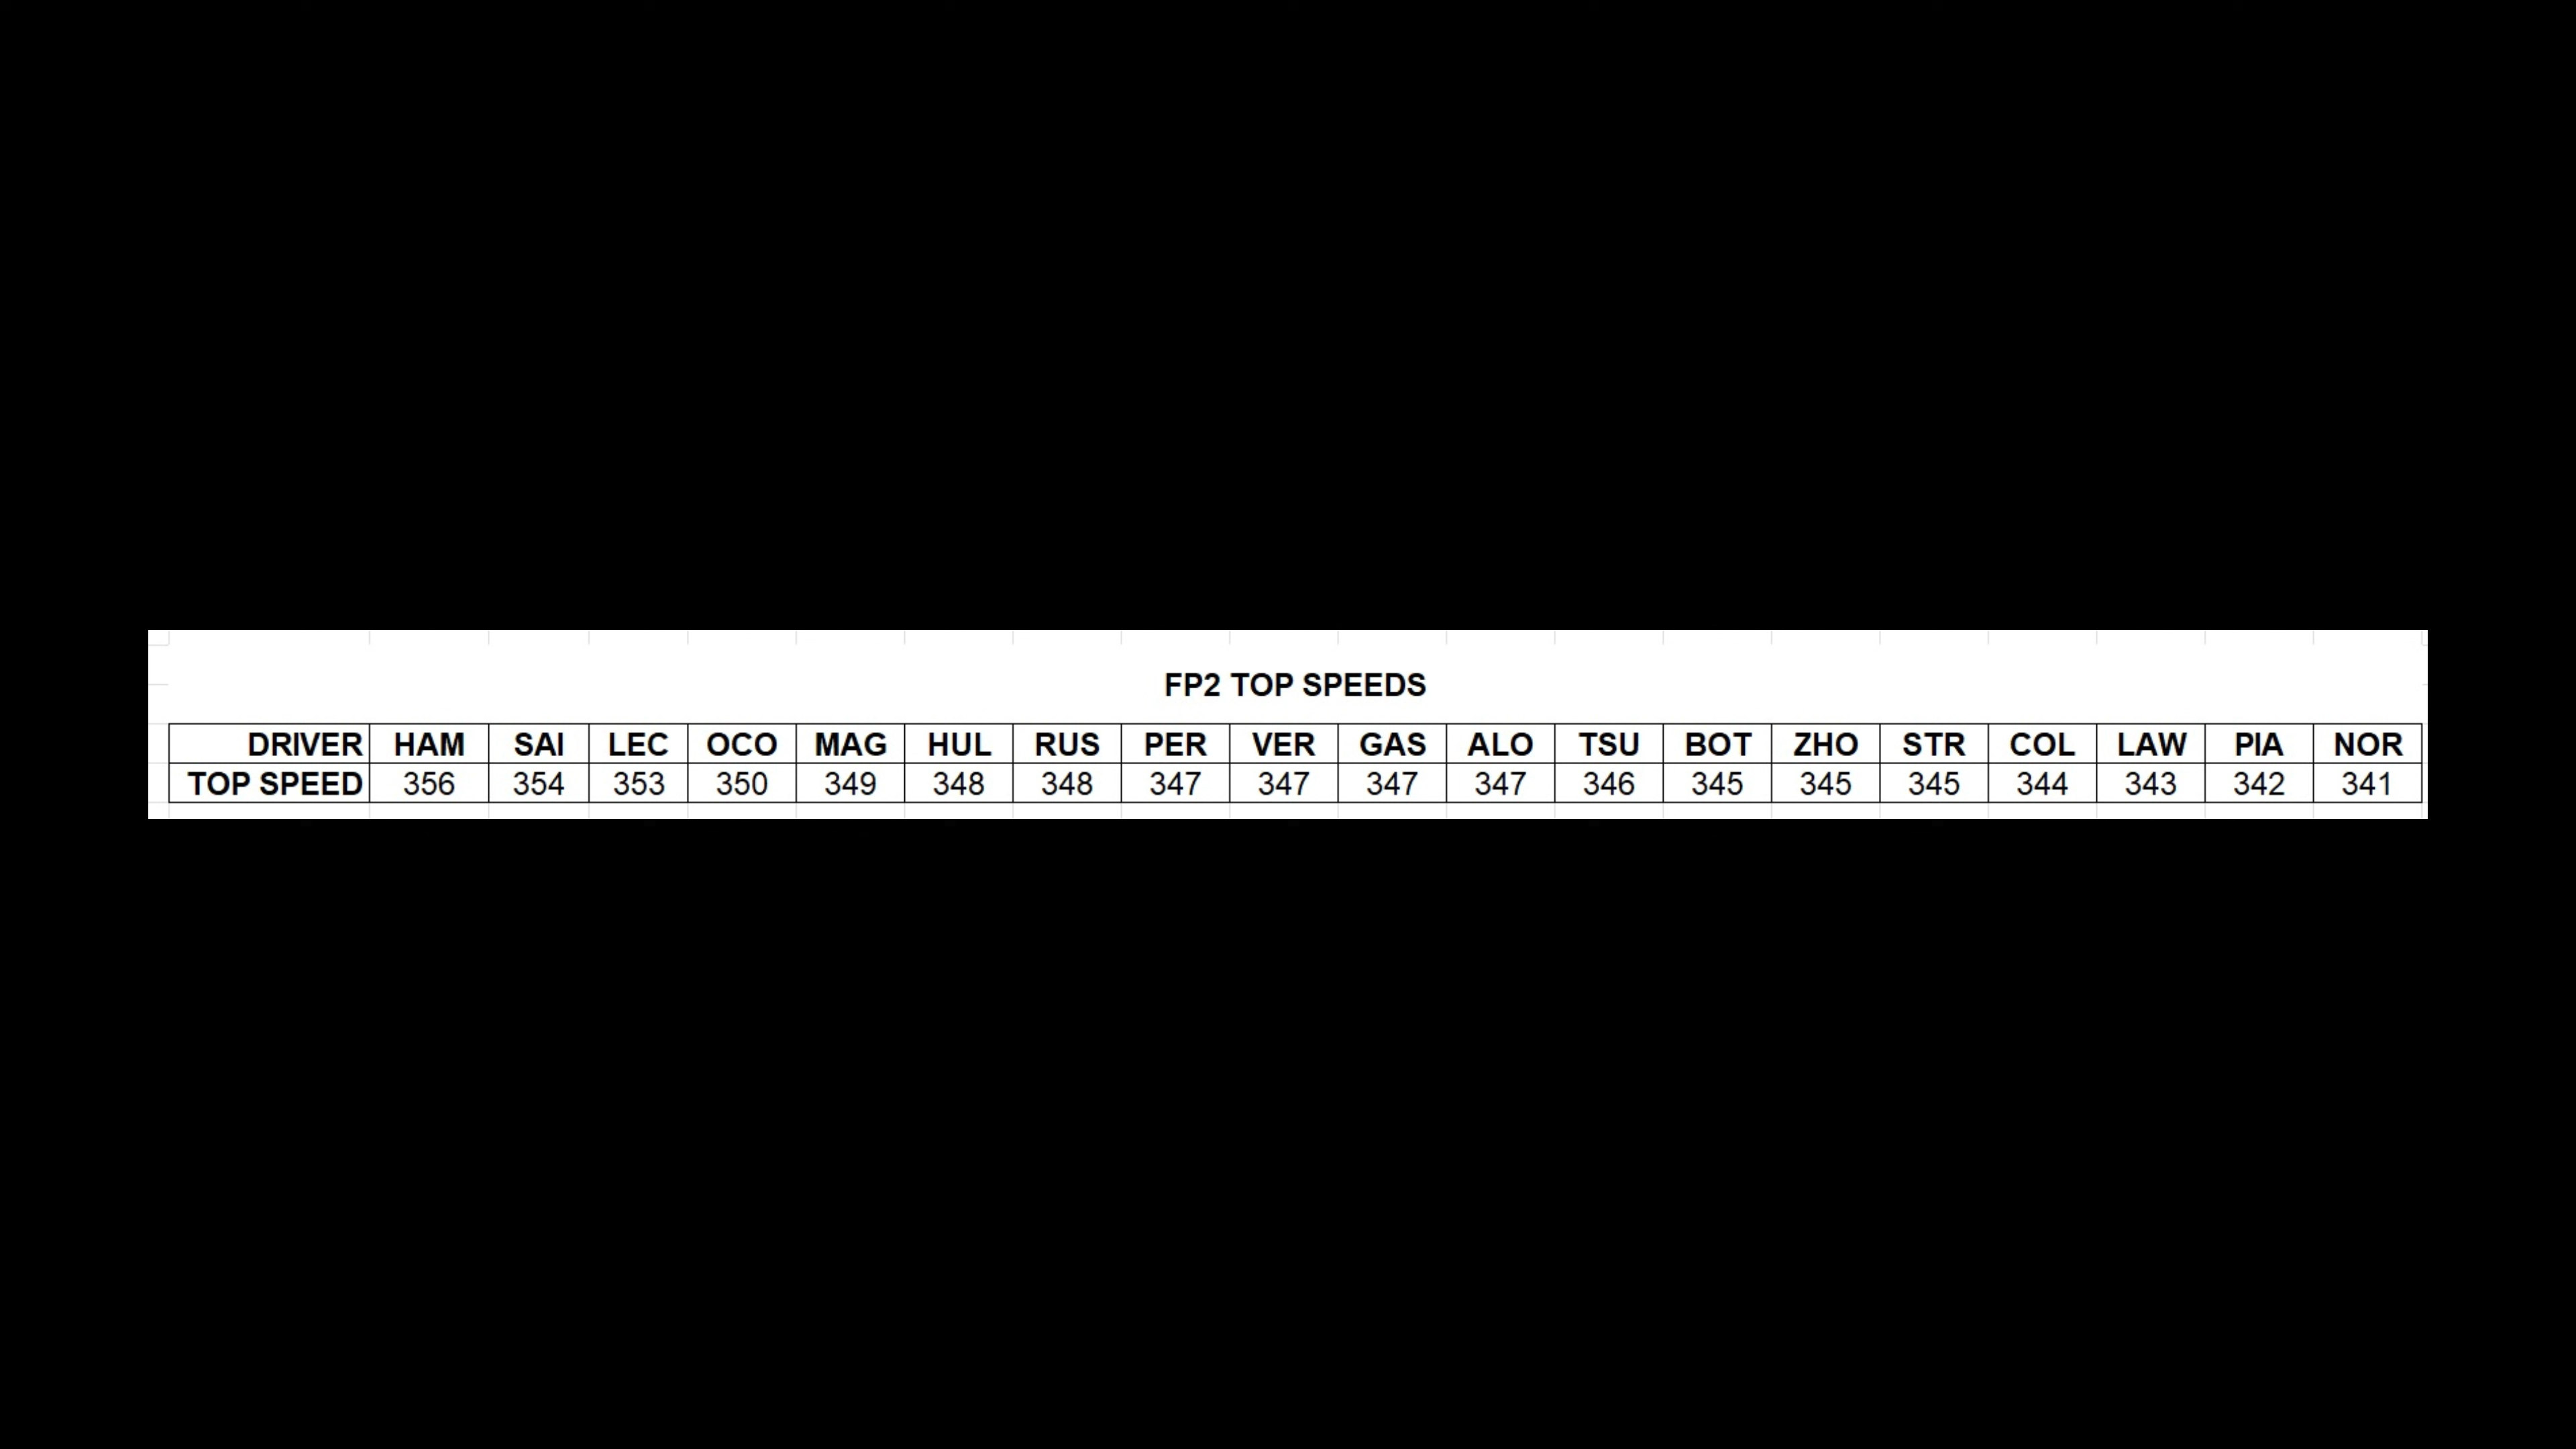 FP2 TOP SPEEDS
DRIVER HAM SAI LEC OCO MAG HUL RUS PER VER GAS ALO TSU BOT ZHO STR COL LAW PIA NOR
TOP SPEED 356 354 353 350 349 348 348 347 347 347 347 346 345 345 345 344 343 342 341